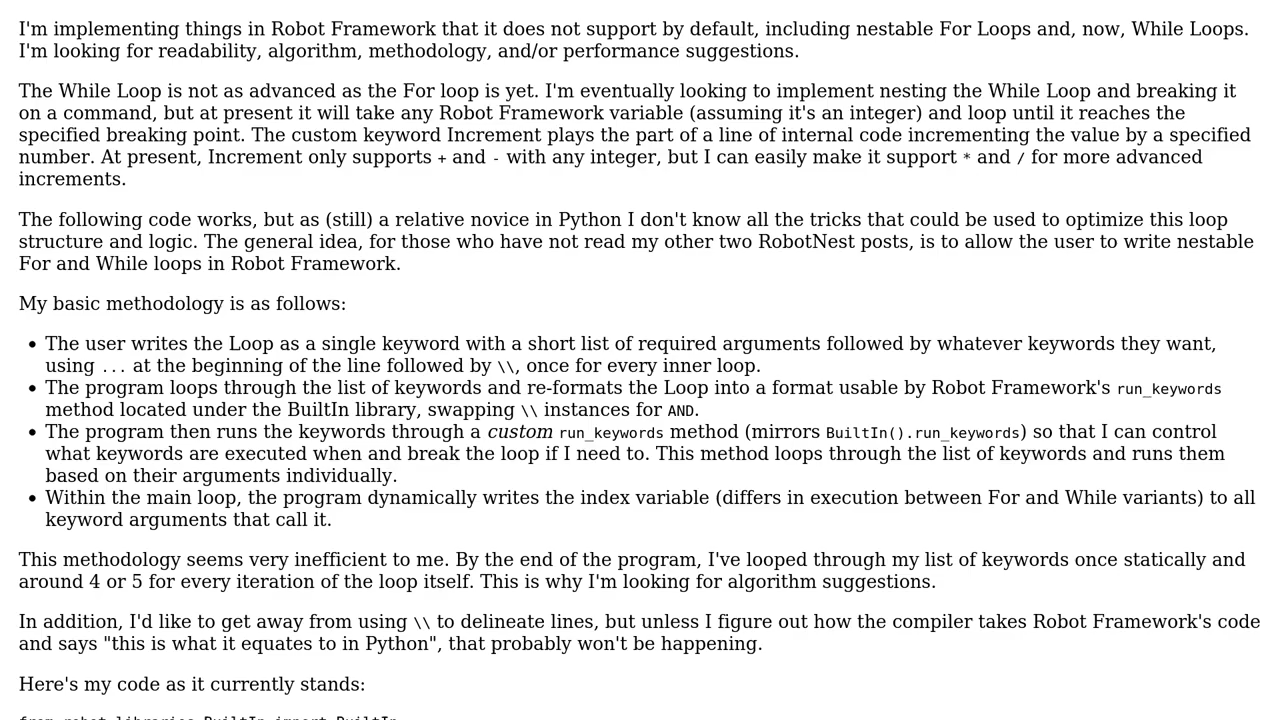 I'm implementing things in Robot Framework that it does not support by default, including nestable For Loops and, now, While Loops.
I'm looking for readability, algorithm, methodology, and/or performance suggestions.
The While Loop is not as advanced as the For loop is yet. I'm eventually looking to implement nesting the While Loop and breaking it
on a command, but at present it will take any Robot Framework variable (assuming it's an integer) and loop until it reaches the
specified breaking point. The custom keyword Increment plays the part of a line of internal code incrementing the value by a specified
number. At present, Increment only supports + and - with any integer, but I can easily make it support * and / for more advanced
increments.
The following code works, but as (still) a relative novice in Python I don't know all the tricks that could be used to optimize this loop
structure and logic. The general idea, for those who have not read my other two RobotNest posts, is to allow the user to write nestable
For and While loops in Robot Framework.
My basic methodology is as follows:
• The user writes the Loop as a single keyword with a short list of required arguments followed by whatever keywords they want,
using ... at the beginning of the line followed by \\, once for every inner loop.
• The program loops through the list of keywords and re-formats the Loop into a format usable by Robot Framework's run_keywords
method located under the BuiltIn library, swapping \\ instances for AND.
• The program then runs the keywords through a custom run_keywords method (mirrors BuiltIn().run_keywords) so that I can control
what keywords are executed when and break the loop if I need to. This method loops through the list of keywords and runs them
based on their arguments individually.
• Within the main loop, the program dynamically writes the index variable (differs in execution between For and While variants) to all
keyword arguments that call it.
This methodology seems very inefficient to me. By the end of the program, I've looped through my list of keywords once statically and
around 4 or 5 for every iteration of the loop itself. This is why I'm looking for algorithm suggestions.
In addition, I'd like to get away from using \\ to delineate lines, but unless I figure out how the compiler takes Robot Framework's code
and says "this is what it equates to in Python", that probably won't be happening.
Here's my code as it currently stands:
from robot.libraries.BuiltIn import BuiltIn